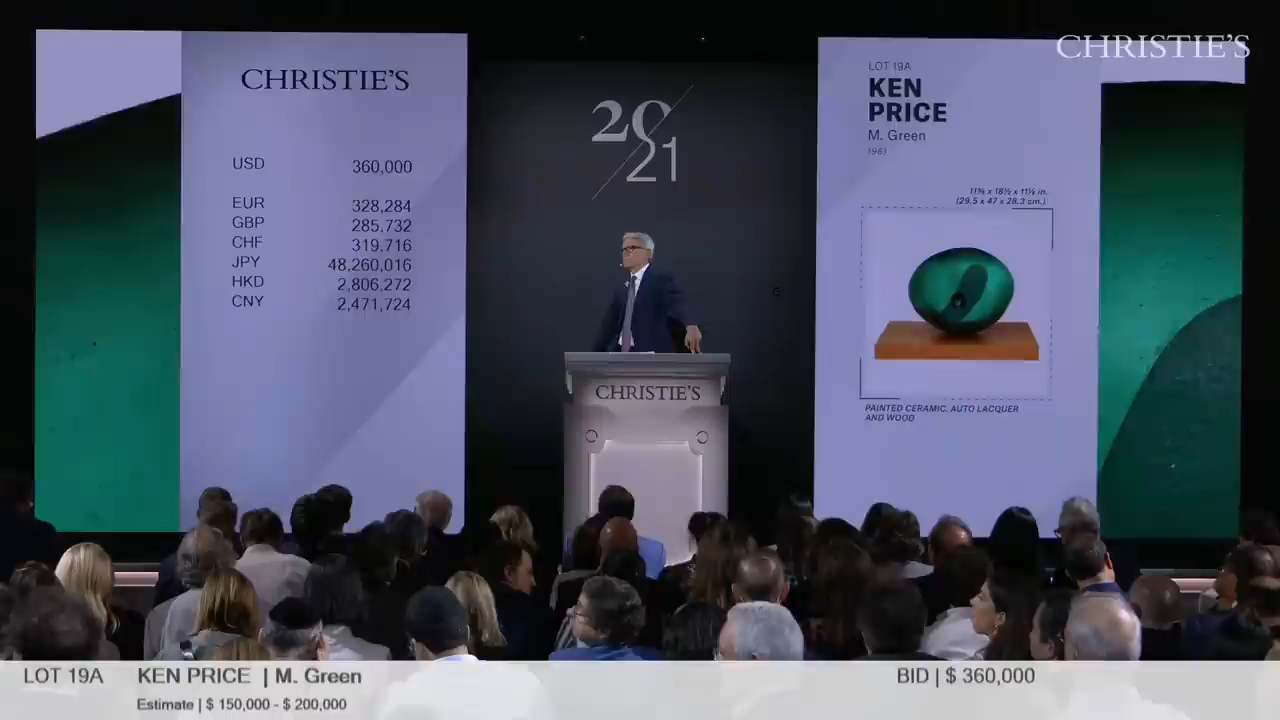 CHRISTIE'S
CHRISTIE'S
USD 360,000
EUR 328,284
GBP 285,732
CHF 319,716
JPY 48,260,016
HKD 2,806,272
CNY 2,471,724
20
21
CHRISTIE'S
LOT 19A
KEN
PRICE
M. Green
1961
11⅝ x 18½ x 11⅛ in.
(29.5 x 47 x 28.3 cm.)
PAINTED CERAMIC, AUTO LACQUER
AND WOOD
LOT 19A KEN PRICE | M. Green BID | $ 360,000
Estimate | $ 150,000 - $ 200,000